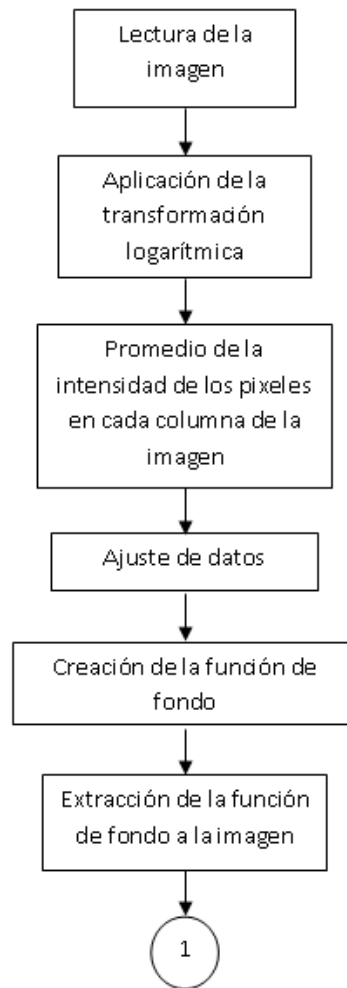 Lectura de la
imagen
Aplicación de la
transformación
logarítmica
Promedio de la
intensidad de los pixeles
en cada columna de la
imagen
Ajuste de datos
Creación de la función de
fondo
Extracción de la función
de fondo a la imagen
1